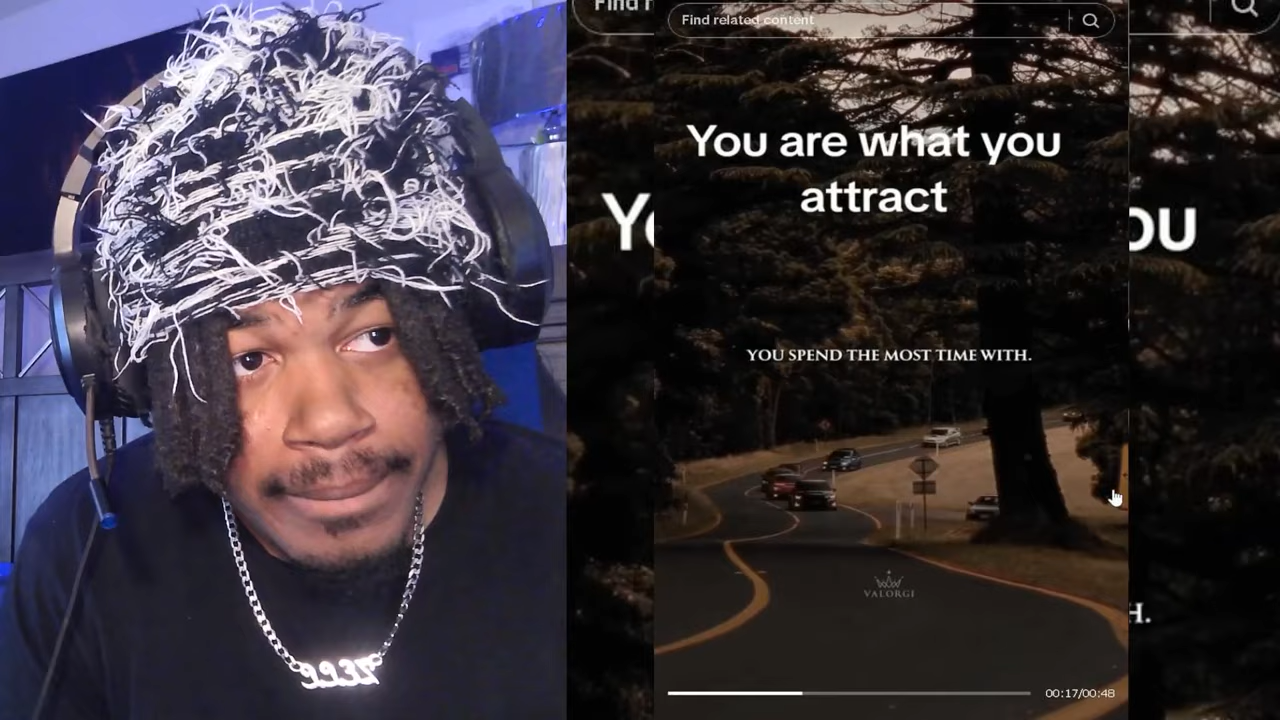 Find related content
You are what you
attract
YOU SPEND THE MOST TIME WITH.
VALORGI
00:17/00:48